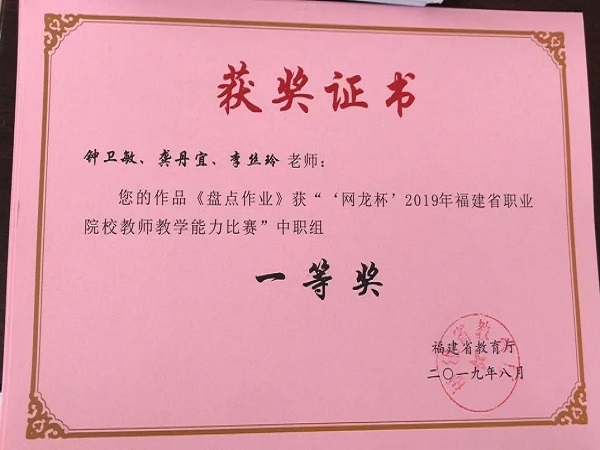 获奖证书
钟卫敏、龚丹宜、李丝玲 老师：
您的作品《盘点作业》获“‘网龙杯’2019年福建省职业
院校教师教学能力比赛”中职组
一等奖
福建省教育厅
二〇一九年八月